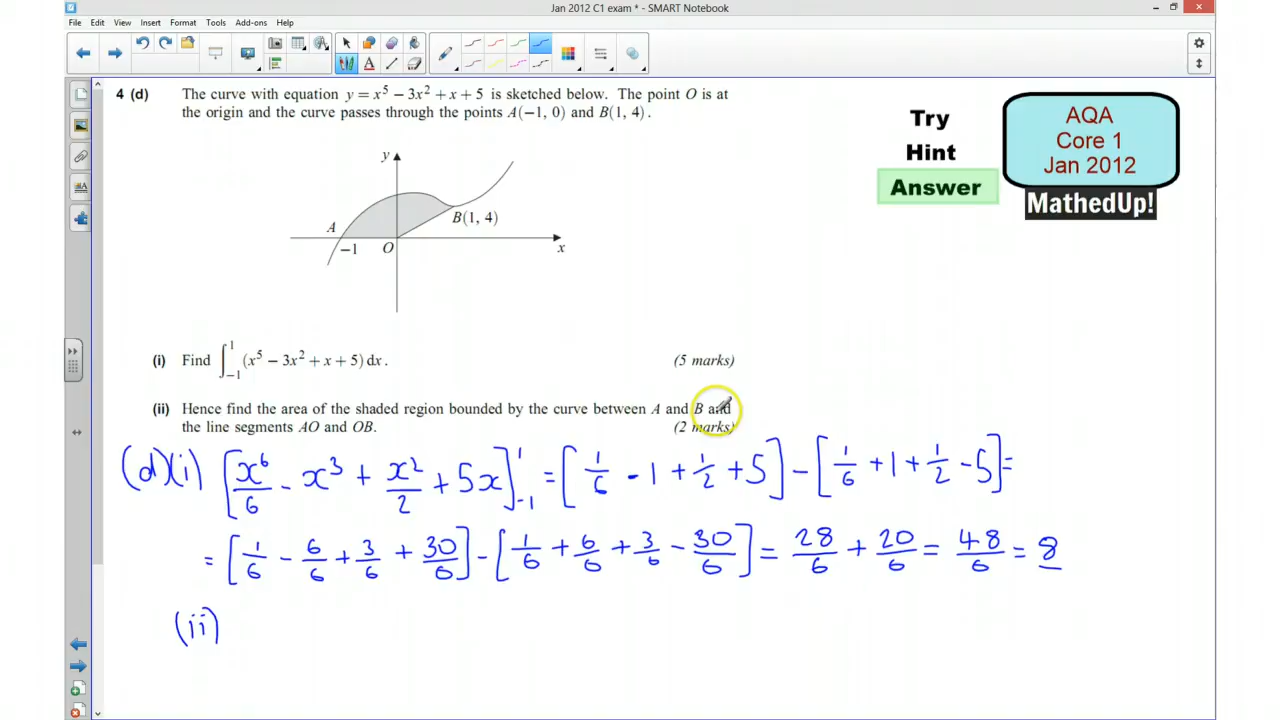 Jan 2012 C1 exam * - SMART Notebook
File Edit View Insert Format Tools Add-ons Help
4 (d) The curve with equation y = x⁵ − 3x² + x + 5 is sketched below. The point O is at
the origin and the curve passes through the points A(−1, 0) and B(1, 4).
Try
Hint
Answer
AQA
Core 1
Jan 2012
MathedUp!
y
A
B(1, 4)
−1 O x
(i) Find ∫₋₁¹ (x⁵ − 3x² + x + 5) dx. (5 marks)
(ii) Hence find the area of the shaded region bounded by the curve between A and B and
the line segments AO and OB. (2 marks)
(d)(i) [x⁶/6 − x³ + x²/2 + 5x]₋₁¹ = [1/6 − 1 + 1/2 + 5] − [1/6 + 1 + 1/2 − 5] =
= [1/6 − 6/6 + 3/6 + 30/6] − [1/6 + 6/6 + 3/6 − 30/6] = 28/6 + 20/6 = 48/6 = 8
(ii)